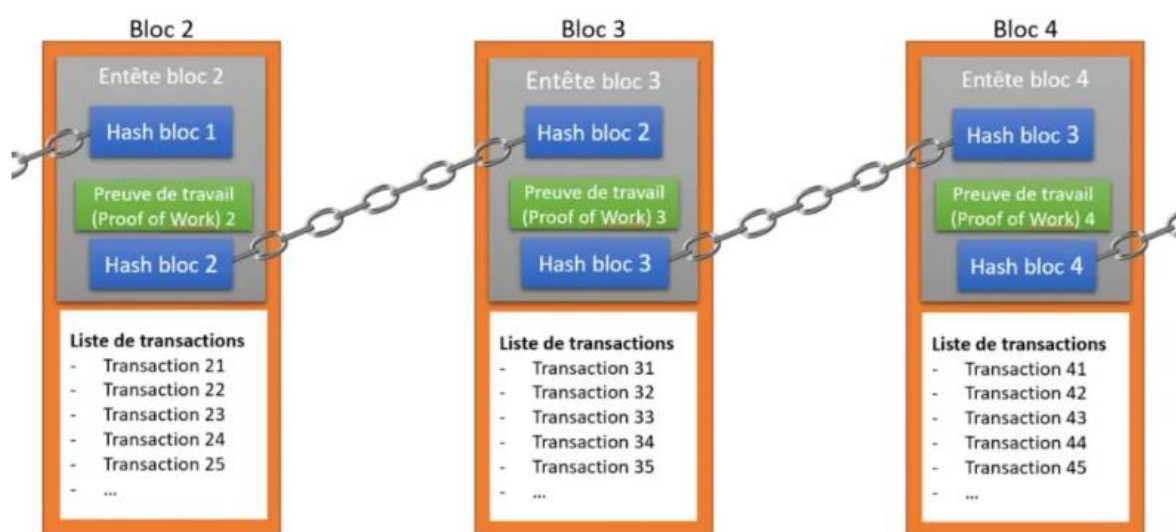 Bloc 2
Entête bloc 2
Hash bloc 1
Preuve de travail
(Proof of Work) 2
Hash bloc 2
Liste de transactions
- Transaction 21
- Transaction 22
- Transaction 23
- Transaction 24
- Transaction 25
- ...
Bloc 3
Entête bloc 3
Hash bloc 2
Preuve de travail
(Proof of Work) 3
Hash bloc 3
Liste de transactions
- Transaction 31
- Transaction 32
- Transaction 33
- Transaction 34
- Transaction 35
- ...
Bloc 4
Entête bloc 4
Hash bloc 3
Preuve de travail
(Proof of Work) 4
Hash bloc 4
Liste de transactions
- Transaction 41
- Transaction 42
- Transaction 43
- Transaction 44
- Transaction 45
- ...